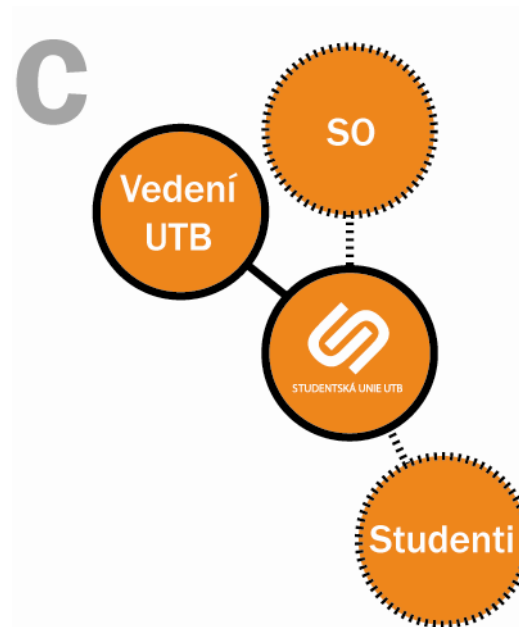 C
SO
Vedení
UTB
STUDENTSKÁ UNIE UTB
Studenti